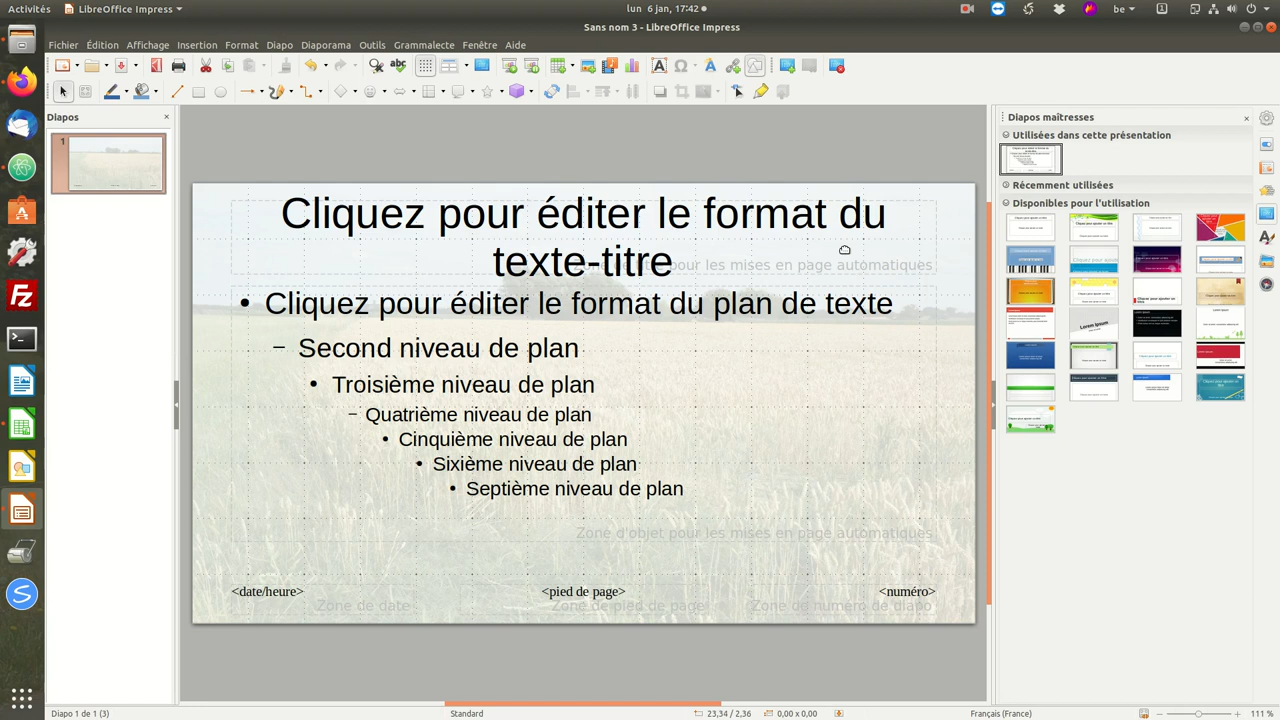 Activités
LibreOffice Impress
lun 6 jan, 17:42
be
Sans nom 3 - LibreOffice Impress
Fichier Édition Affichage Insertion Format Diapo Diaporama Outils Grammalecte Fenêtre Aide
Diapos
1
Cliquez pour éditer le format du
texte-titre
pour les mises en page automatiques
Cliquez pour éditer le format du plan de texte
Second niveau de plan
Troisième niveau de plan
Quatrième niveau de plan
Cinquième niveau de plan
Sixième niveau de plan
Septième niveau de plan
Zone d'objet pour les mises en page automatiques
<date/heure>
<pied de page>
<numéro>
Zone de date
Zone de pied de page
Zone de numéro de diapo
Diapos maîtresses
Utilisées dans cette présentation
Récemment utilisées
Disponibles pour l'utilisation
Diapo 1 de 1 (3)
Standard
23,34 / 2,36
0,00 x 0,00
Français (France)
111 %